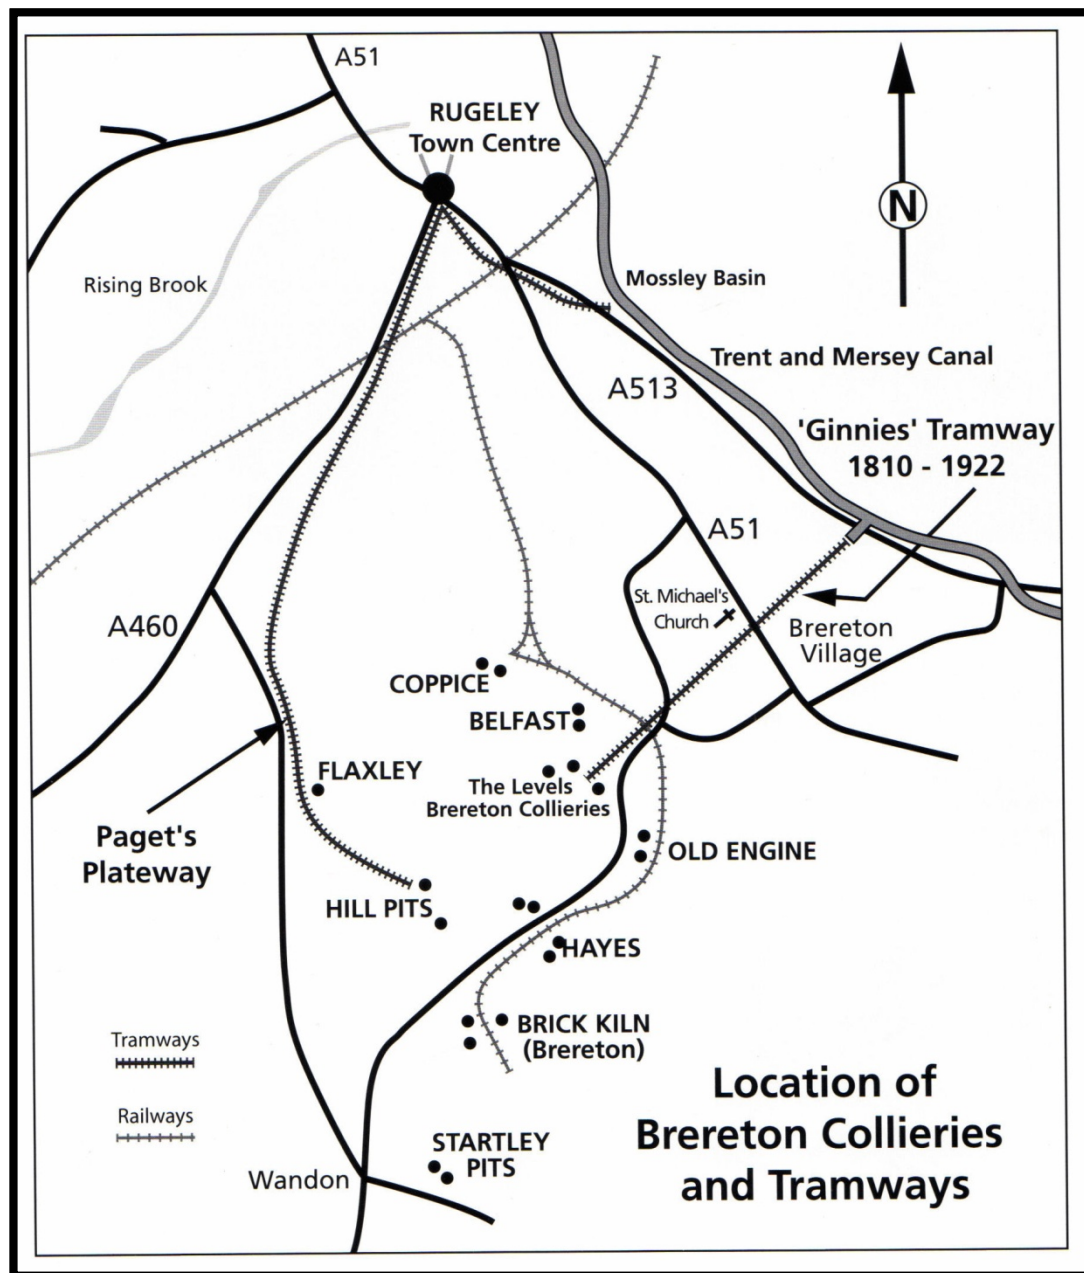 A51
RUGELEY
Town Centre
N
Rising Brook
Mossley Basin
Trent and Mersey Canal
A513
'Ginnies' Tramway
1810 - 1922
A51
St. Michael's
Church
Brereton
Village
A460
COPPICE
BELFAST
FLAXLEY
The Levels
Brereton Collieries
Paget's
Plateway
OLD ENGINE
HILL PITS
HAYES
BRICK KILN
(Brereton)
Tramways
Railways
Location of
Brereton Collieries
and Tramways
STARTLEY
PITS
Wandon